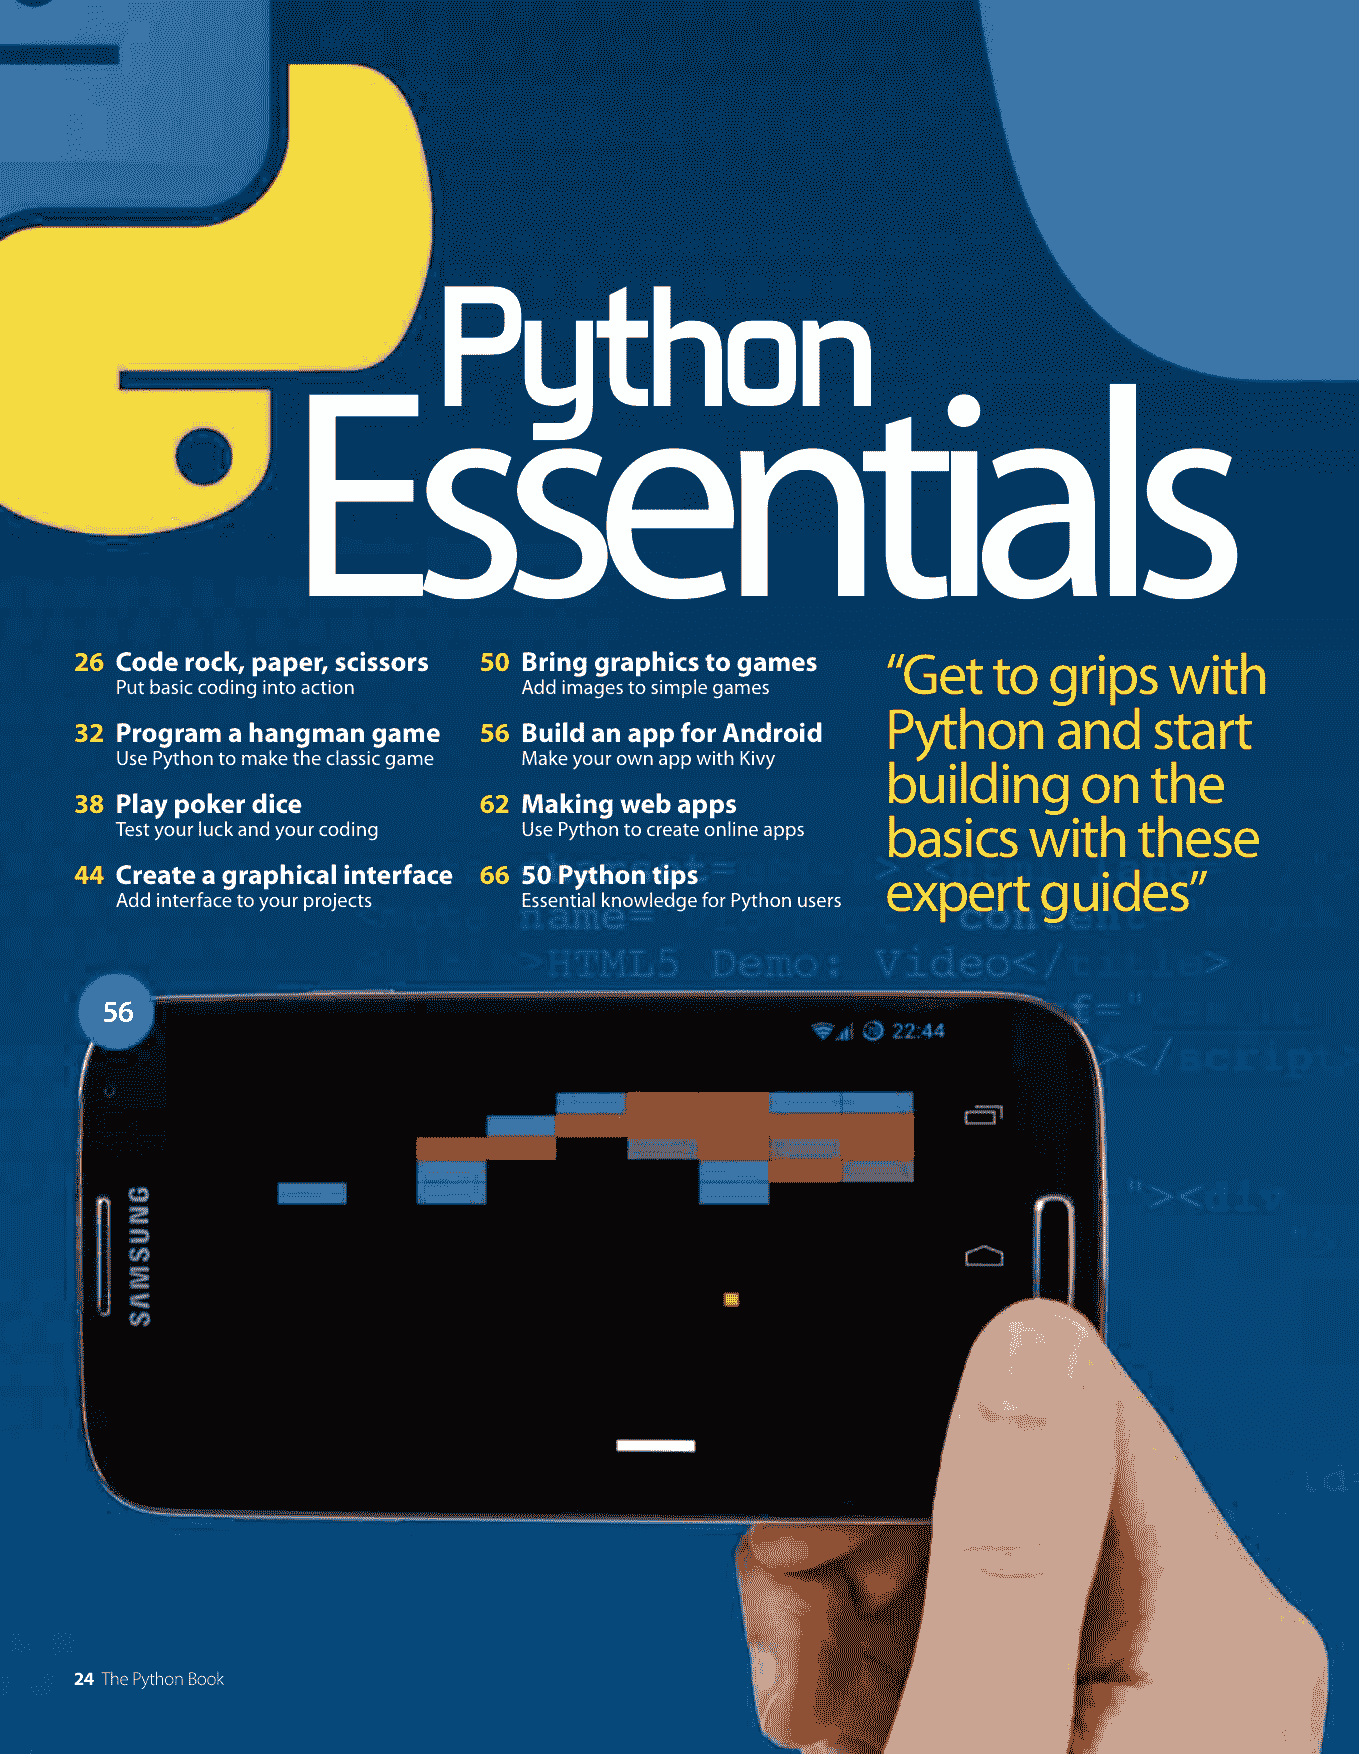 Python
Essentials
26 Code rock, paper, scissors
Put basic coding into action
32 Program a hangman game
Use Python to make the classic game
38 Play poker dice
Test your luck and your coding
44 Create a graphical interface
Add interface to your projects
50 Bring graphics to games
Add images to simple games
56 Build an app for Android
Make your own app with Kivy
62 Making web apps
Use Python to create online apps
66 50 Python tips
Essential knowledge for Python users
“Get to grips with
Python and start
building on the
basics with these
expert guides”
name= content
>HTML5 Demo: Video</title>
f="
></script>
"><div
56
22:44
SAMSUNG
24 The Python Book